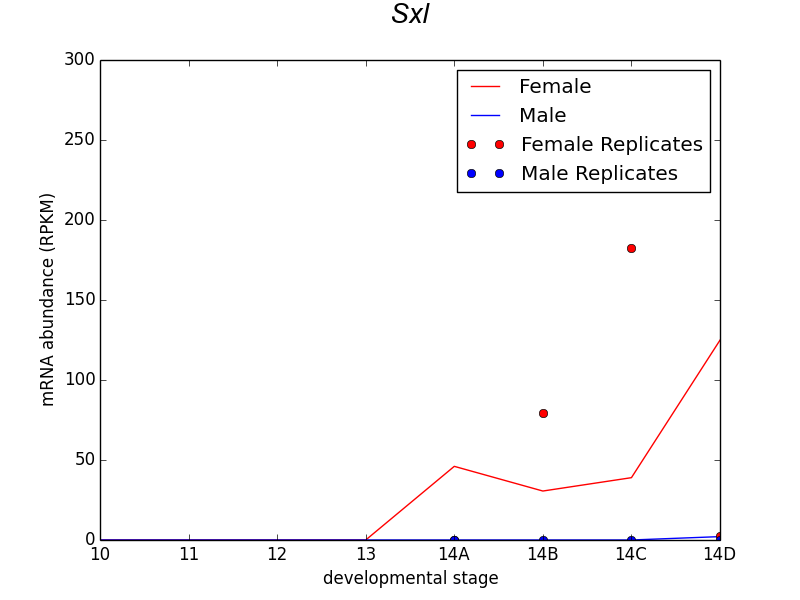 Sxl
300
250
200
150
100
50
0
mRNA abundance (RPKM)
Female
Male
Female Replicates
Male Replicates
10 11 12 13 14A 14B 14C 14D
developmental stage